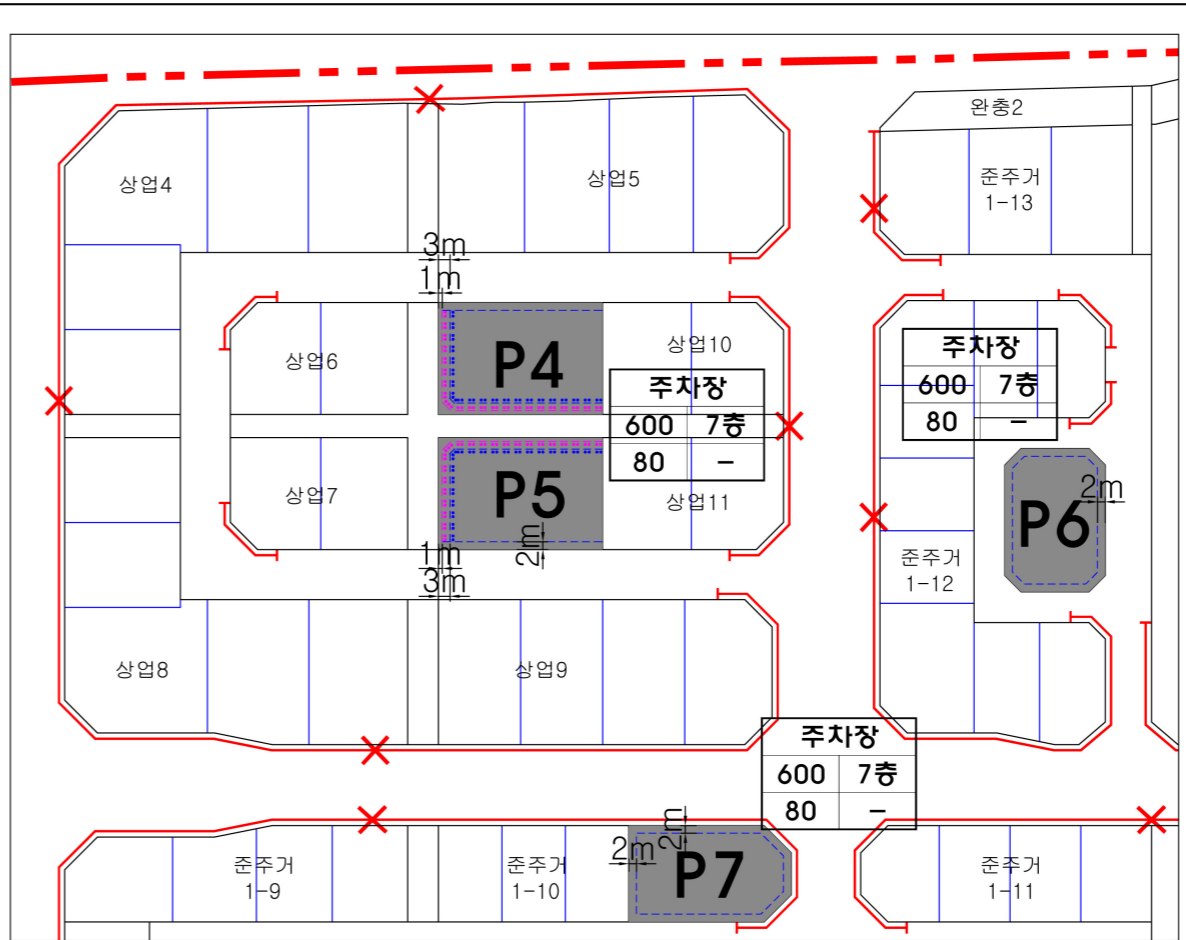 완충2
상업4
상업5
준주거
1-13
3m
1m
상업6
P4
상업10
주차장
600 7층
80 -
주차장
600 7층
80 -
상업7
P5
상업11
2m
1m
3m
P6
2m
준주거
1-12
상업8
상업9
주차장
600 7층
80 -
준주거
1-9
준주거
1-10
2m
2m
P7
준주거
1-11